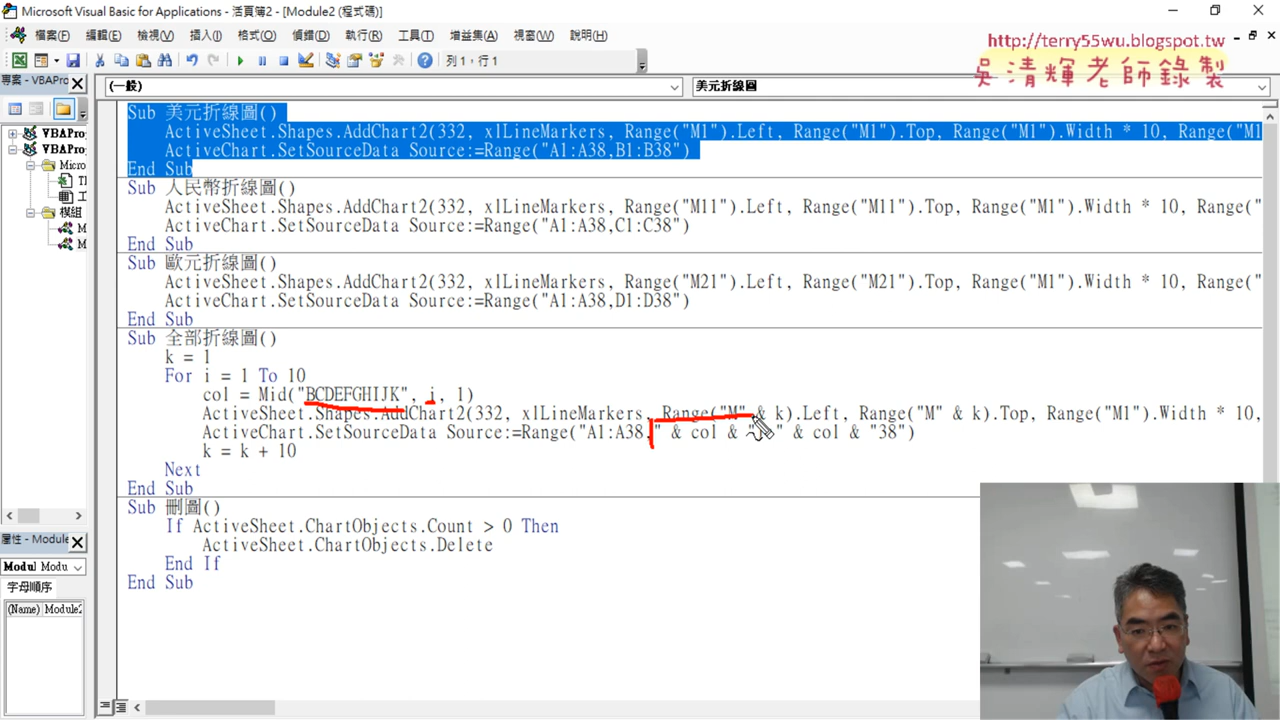 Microsoft Visual Basic for Applications - 活頁簿2 - [Module2 (程式碼)]
檔案(F) 編輯(E) 檢視(V) 插入(I) 格式(O) 偵錯(D) 執行(R) 工具(T) 增益集(A) 視窗(W) 說明(H)
http://terry55wu.blogspot.tw
吳清輝老師錄製
列 1，行 1
專案 - VBAPro
(一般)
美元折線圖
VBAProj
VBAProj
Micro
模組
Sub 美元折線圖()
ActiveSheet.Shapes.AddChart2(332, xlLineMarkers, Range("M1").Left, Range("M1").Top, Range("M1").Width * 10, Range("M1
ActiveChart.SetSourceData Source:=Range("A1:A38,B1:B38")
End Sub
Sub 人民幣折線圖()
ActiveSheet.Shapes.AddChart2(332, xlLineMarkers, Range("M11").Left, Range("M11").Top, Range("M1").Width * 10, Range("
ActiveChart.SetSourceData Source:=Range("A1:A38,C1:C38")
End Sub
Sub 歐元折線圖()
ActiveSheet.Shapes.AddChart2(332, xlLineMarkers, Range("M21").Left, Range("M21").Top, Range("M1").Width * 10, Range("
ActiveChart.SetSourceData Source:=Range("A1:A38,D1:D38")
End Sub
Sub 全部折線圖()
k = 1
For i = 1 To 10
col = Mid("BCDEFGHIJK", i, 1)
ActiveSheet.Shapes.AddChart2(332, xlLineMarkers, Range("M" & k).Left, Range("M" & k).Top, Range("M1").Width * 10,
ActiveChart.SetSourceData Source:=Range("A1:A38," & col & " " & col & "38")
k = k + 10
Next
End Sub
Sub 刪圖()
If ActiveSheet.ChartObjects.Count > 0 Then
ActiveSheet.ChartObjects.Delete
End If
End Sub
屬性 - Module
Modul Modu
字母順序
(Name) Module2